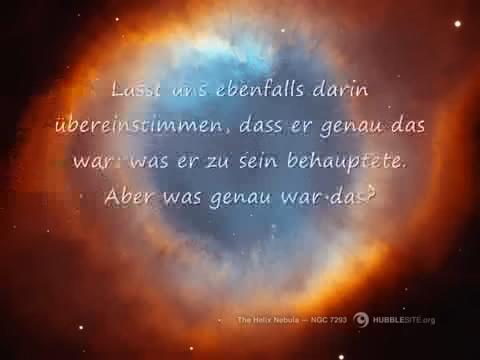 Lasst uns ebenfalls darin
übereinstimmen, dass er genau das
war, was er zu sein behauptete.
Aber was genau war das?
The Helix Nebula — NGC 7293 HUBBLESITE.org